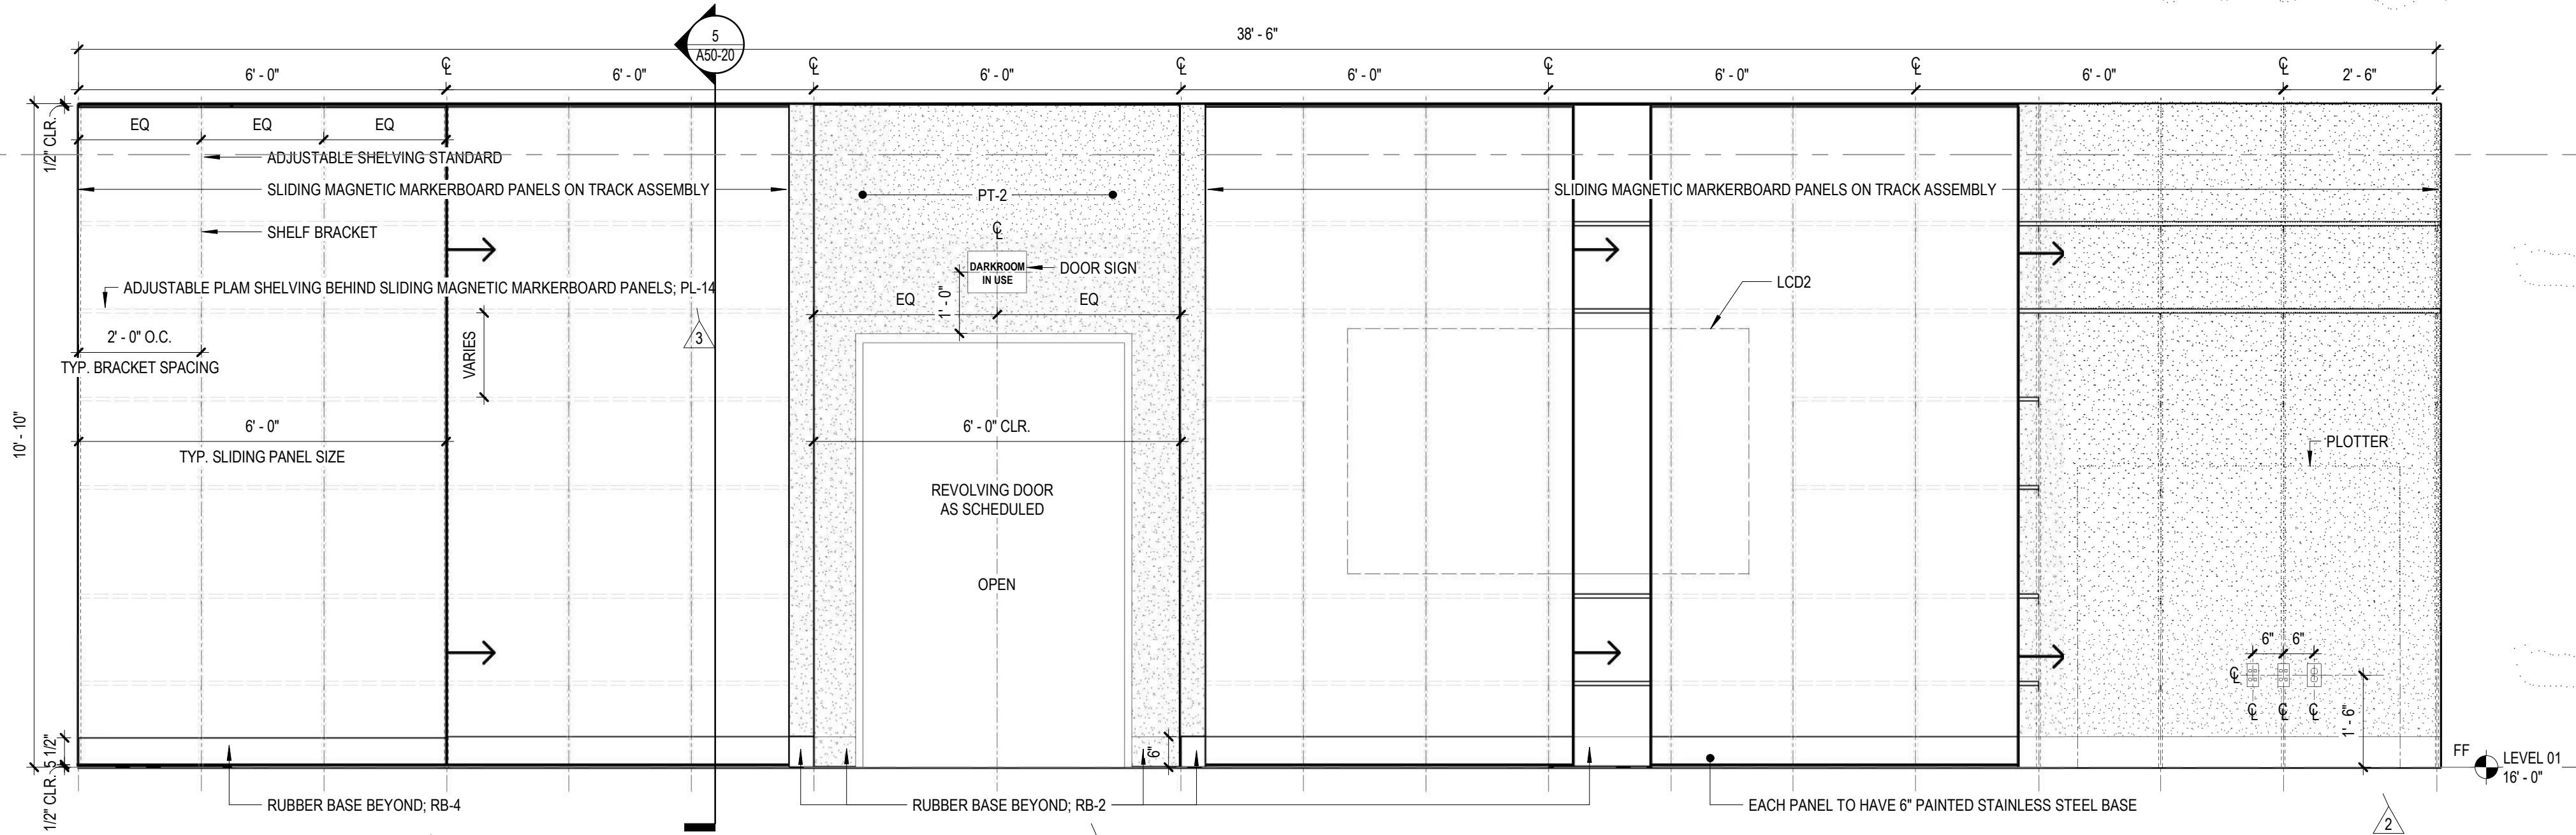 5
A50-20
38' - 6"
6' - 0"
℄
6' - 0"
℄
6' - 0"
℄
6' - 0"
℄
6' - 0"
℄
6' - 0"
℄
2' - 6"
1/2" CLR.
EQ
EQ
EQ
ADJUSTABLE SHELVING STANDARD
SLIDING MAGNETIC MARKERBOARD PANELS ON TRACK ASSEMBLY
PT-2
SLIDING MAGNETIC MARKERBOARD PANELS ON TRACK ASSEMBLY
SHELF BRACKET
℄
DARKROOM
IN USE
DOOR SIGN
ADJUSTABLE PLAM SHELVING BEHIND SLIDING MAGNETIC MARKERBOARD PANELS; PL-14
LCD2
EQ
1' - 0"
EQ
2' - 0" O.C.
TYP. BRACKET SPACING
VARIES
3
10' - 10"
6' - 0"
TYP. SLIDING PANEL SIZE
6' - 0" CLR.
PLOTTER
REVOLVING DOOR
AS SCHEDULED
OPEN
6"
6"
℄
℄
℄
℄
1' - 6"
5 1/2"
1/2" CLR.
6"
FF
LEVEL 01
16' - 0"
RUBBER BASE BEYOND; RB-4
RUBBER BASE BEYOND; RB-2
EACH PANEL TO HAVE 6" PAINTED STAINLESS STEEL BASE
2